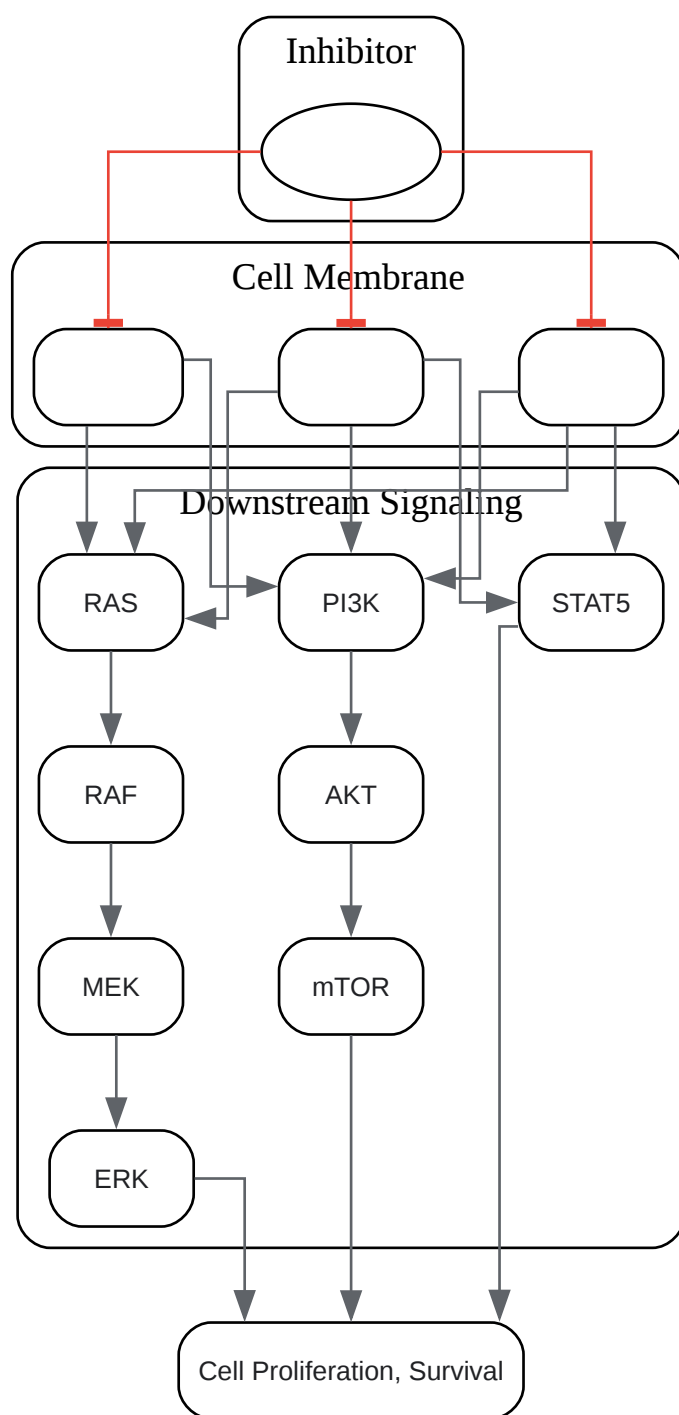 Inhibitor
Cell Membrane
Downstream Signaling
RAS
PI3K
STAT5
RAF
AKT
MEK
mTOR
ERK
Cell Proliferation, Survival